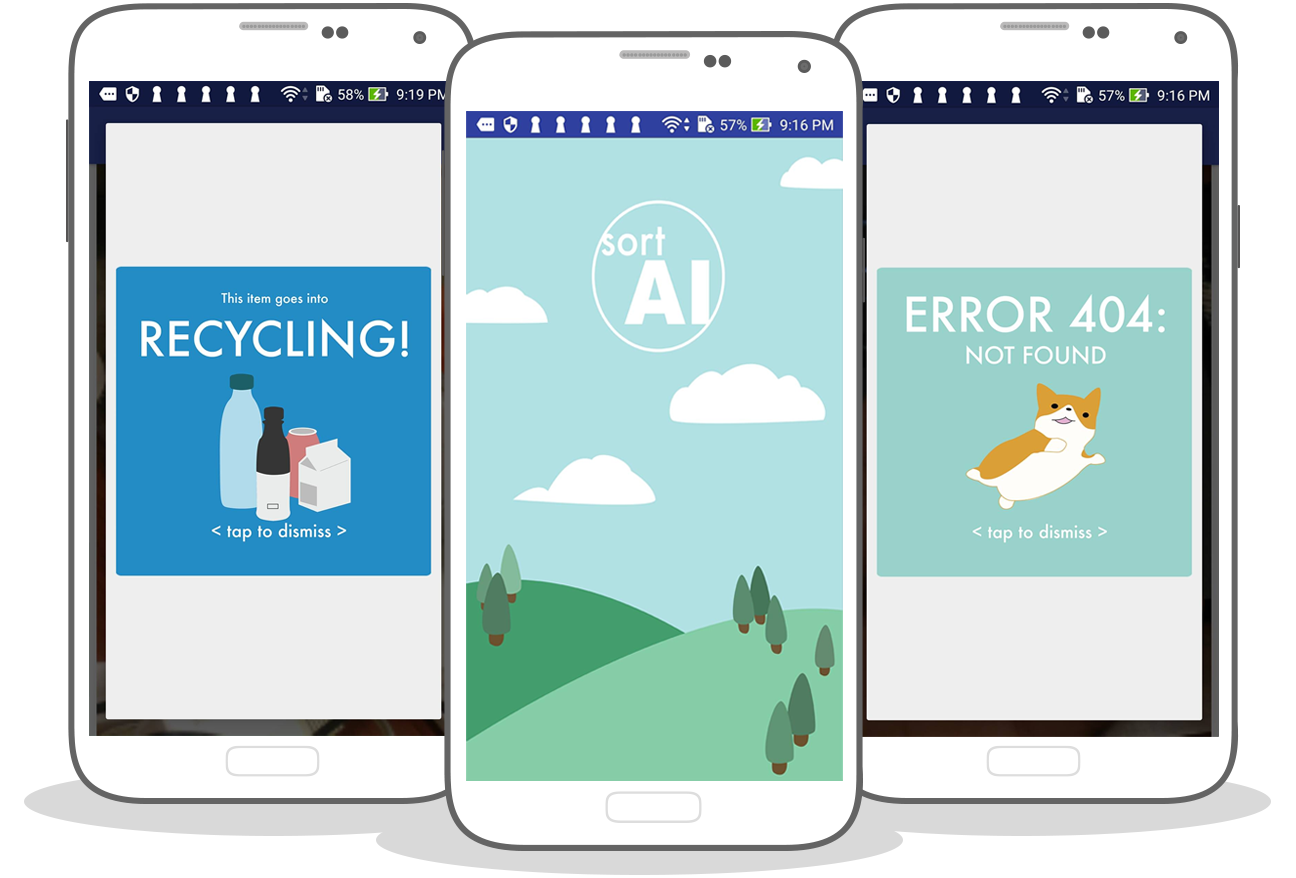 58% 9:19 PM
This item goes into
RECYCLING!
< tap to dismiss >
57% 9:16 PM
sort
AI
57% 9:16 PM
ERROR 404:
NOT FOUND
< tap to dismiss >